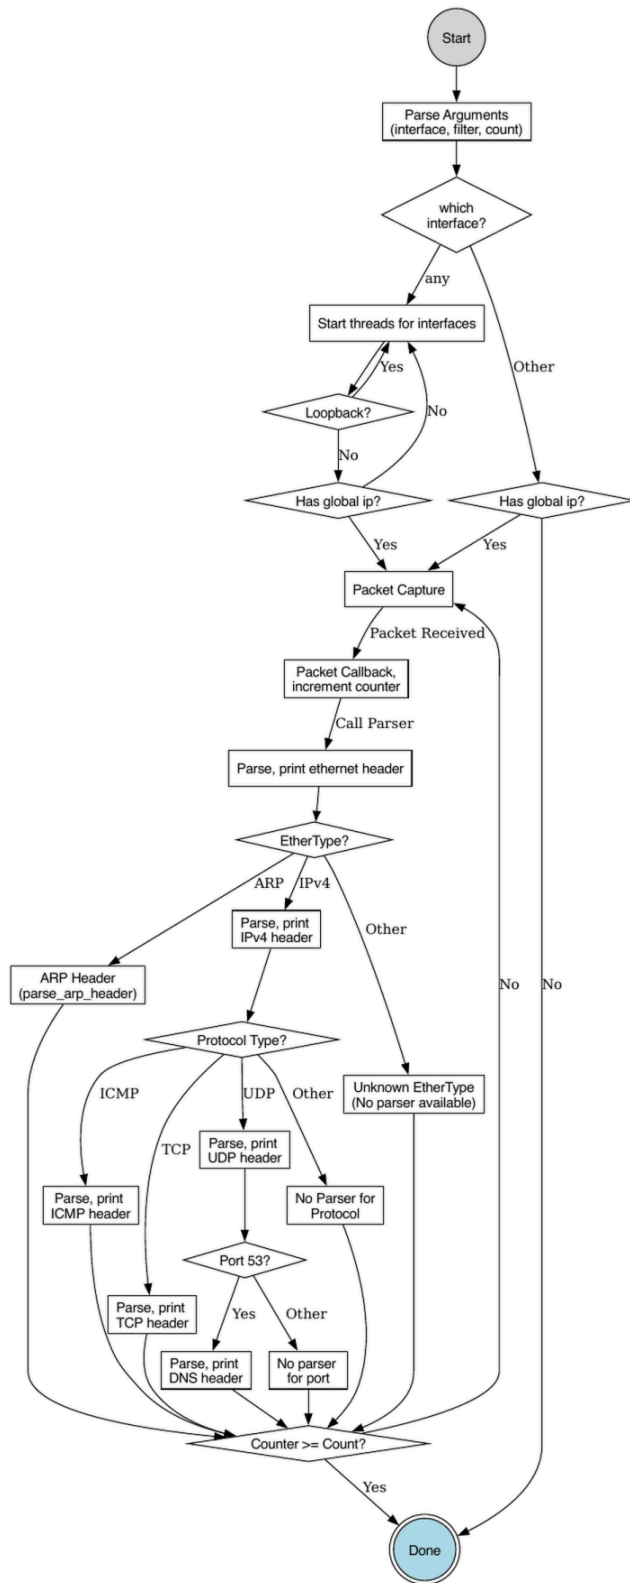 Start
Parse Arguments
(interface, filter, count)
which
interface?
any
Start threads for interfaces
Yes
Other
Loopback?
No
No
Has global ip?
Has global ip?
Yes
Yes
Packet Capture
Packet Received
Packet Callback,
increment counter
Call Parser
Parse, print ethernet header
EtherType?
ARP
IPv4
Other
Parse, print
IPv4 header
ARP Header
(parse_arp_header)
No
No
Protocol Type?
ICMP
TCP
UDP
Other
Unknown EtherType
(No parser available)
Parse, print
UDP header
Parse, print
ICMP header
No Parser for
Protocol
Port 53?
Parse, print
TCP header
Yes
Other
Parse, print
DNS header
No parser
for port
Counter >= Count?
Yes
Done